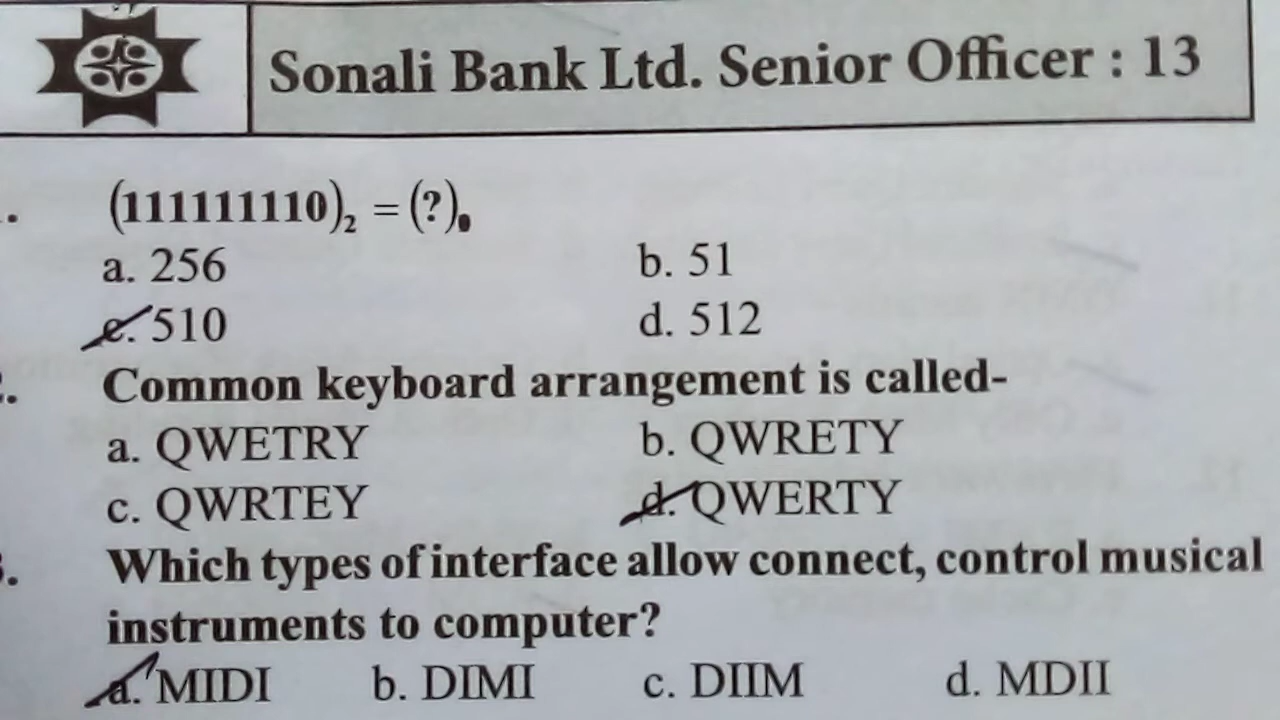 Sonali Bank Ltd. Senior Officer : 13
(111111110)₂ = (?)
a. 256 b. 51
c. 510 d. 512
Common keyboard arrangement is called-
a. QWETRY b. QWRETY
c. QWRTEY d. QWERTY
Which types of interface allow connect, control musical
instruments to computer?
a. MIDI b. DIMI c. DIIM d. MDII